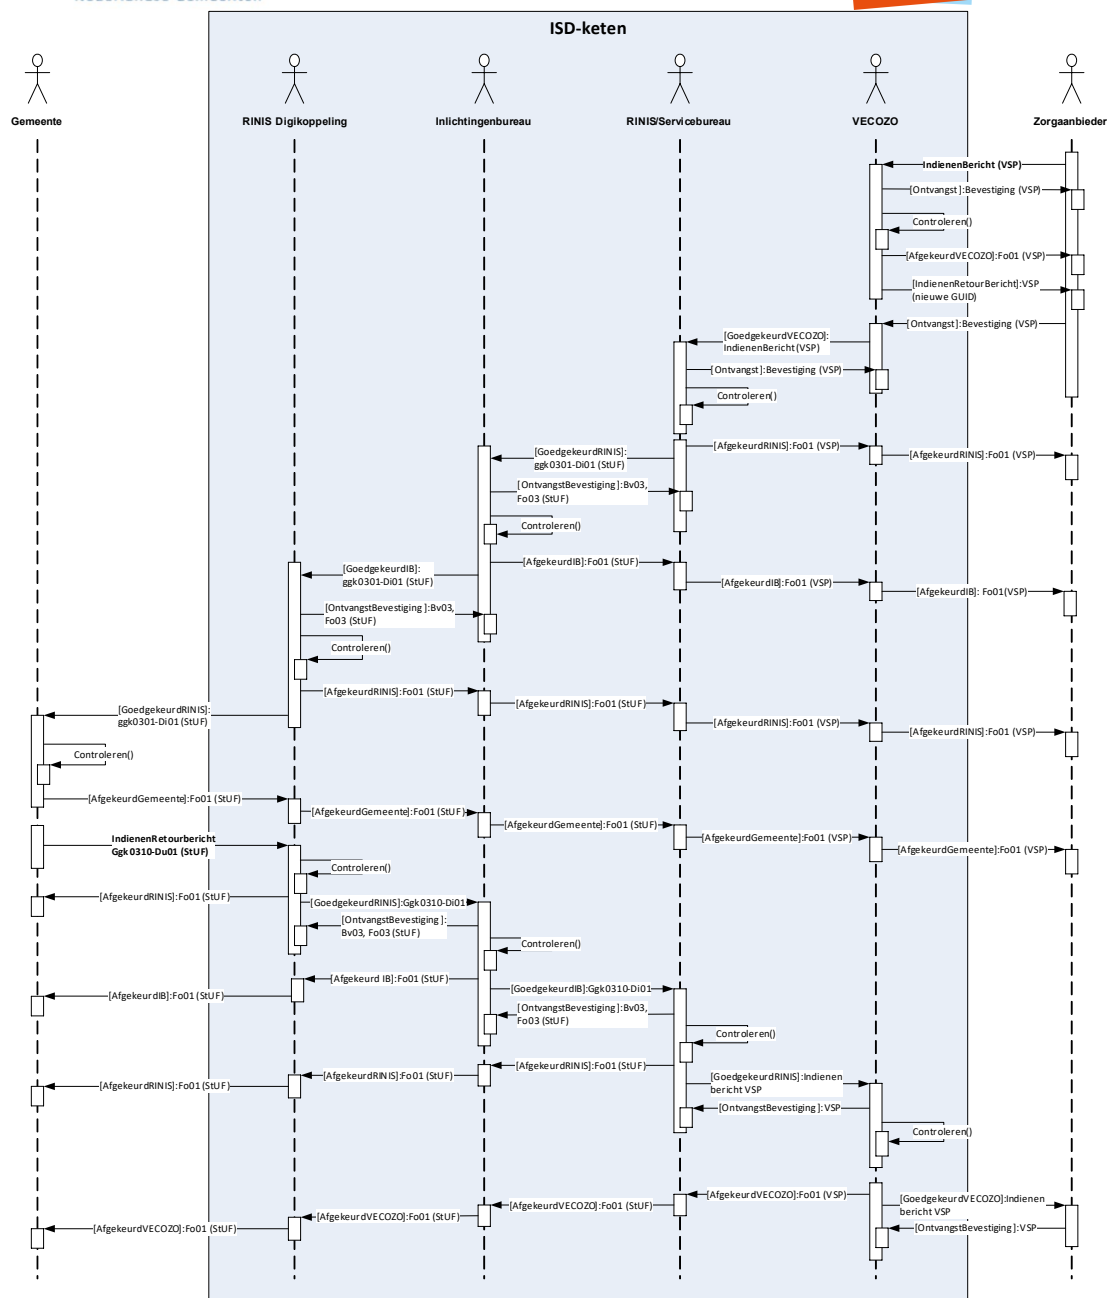 ISD-keten
Gemeente
RINIS Digikoppeling
Inlichtingenbureau
RINIS/Servicebureau
VECOZO
Zorgaanbieder
IndienenBericht (VSP)
[Ontvangst]:Bevestiging (VSP)
Controleren()
[AfgekeurdVECOZO]:Fo01 (VSP)
[IndienenRetourBericht]:VSP
(nieuwe GUID)
[Ontvangst]:Bevestiging (VSP)
[GoedgekeurdVECOZO]:
IndienenBericht(VSP)
[Ontvangst]:Bevestiging (VSP)
Controleren()
[AfgekeurdRINIS]:Fo01 (VSP)
[AfgekeurdRINIS]:Fo01 (VSP)
[GoedgekeurdRINIS]:
ggk0301-Di01 (StUF)
[OntvangstBevestiging]:Bv03,
Fo03 (StUF)
Controleren()
[AfgekeurdIB]:Fo01 (StUF)
[GoedgekeurdIB]:
ggk0301-Di01 (StUF)
[AfgekeurdIB]:Fo01 (VSP)
[AfgekeurdIB]: Fo01(VSP)
[OntvangstBevestiging]:Bv03,
Fo03 (StUF)
Controleren()
[AfgekeurdRINIS]:Fo01 (StUF)
[AfgekeurdRINIS]:Fo01 (StUF)
[GoedgekeurdRINIS]:
ggk0301-Di01 (StUF)
[AfgekeurdRINIS]:Fo01 (VSP)
[AfgekeurdRINIS]:Fo01 (VSP)
Controleren()
[AfgekeurdGemeente]:Fo01 (StUF)
[AfgekeurdGemeente]:Fo01 (StUF)
[AfgekeurdGemeente]:Fo01 (StUF)
[AfgekeurdGemeente]:Fo01 (VSP)
[AfgekeurdGemeente]:Fo01 (VSP)
IndienenRetourbericht
Ggk0310-Du01 (StUF)
Controleren()
[AfgekeurdRINIS]:Fo01 (StUF)
[GoedgekeurdRINIS]:Ggk0310-Di01
[OntvangstBevestiging]:
Bv03, Fo03 (StUF)
Controleren()
[Afgekeurd IB]:Fo01 (StUF)
[AfgekeurdIB]:Fo01 (StUF)
[GoedgekeurdIB]:Ggk0310-Di01
[OntvangstBevestiging]:Bv03,
Fo03 (StUF)
Controleren()
[AfgekeurdRINIS]:Fo01 (StUF)
[AfgekeurdRINIS]:Fo01 (StUF)
[AfgekeurdRINIS]:Fo01 (StUF)
[GoedgekeurdRINIS]:Indienen
bericht VSP
[OntvangstBevestiging]:VSP
Controleren()
[AfgekeurdVECOZO]:Fo01 (VSP)
[AfgekeurdVECOZO]:Fo01 (StUF)
[AfgekeurdVECOZO]:Fo01 (StUF)
[AfgekeurdVECOZO]:Fo01 (StUF)
[GoedgekeurdVECOZO]:Indienen
bericht VSP
[OntvangstBevestiging]:VSP